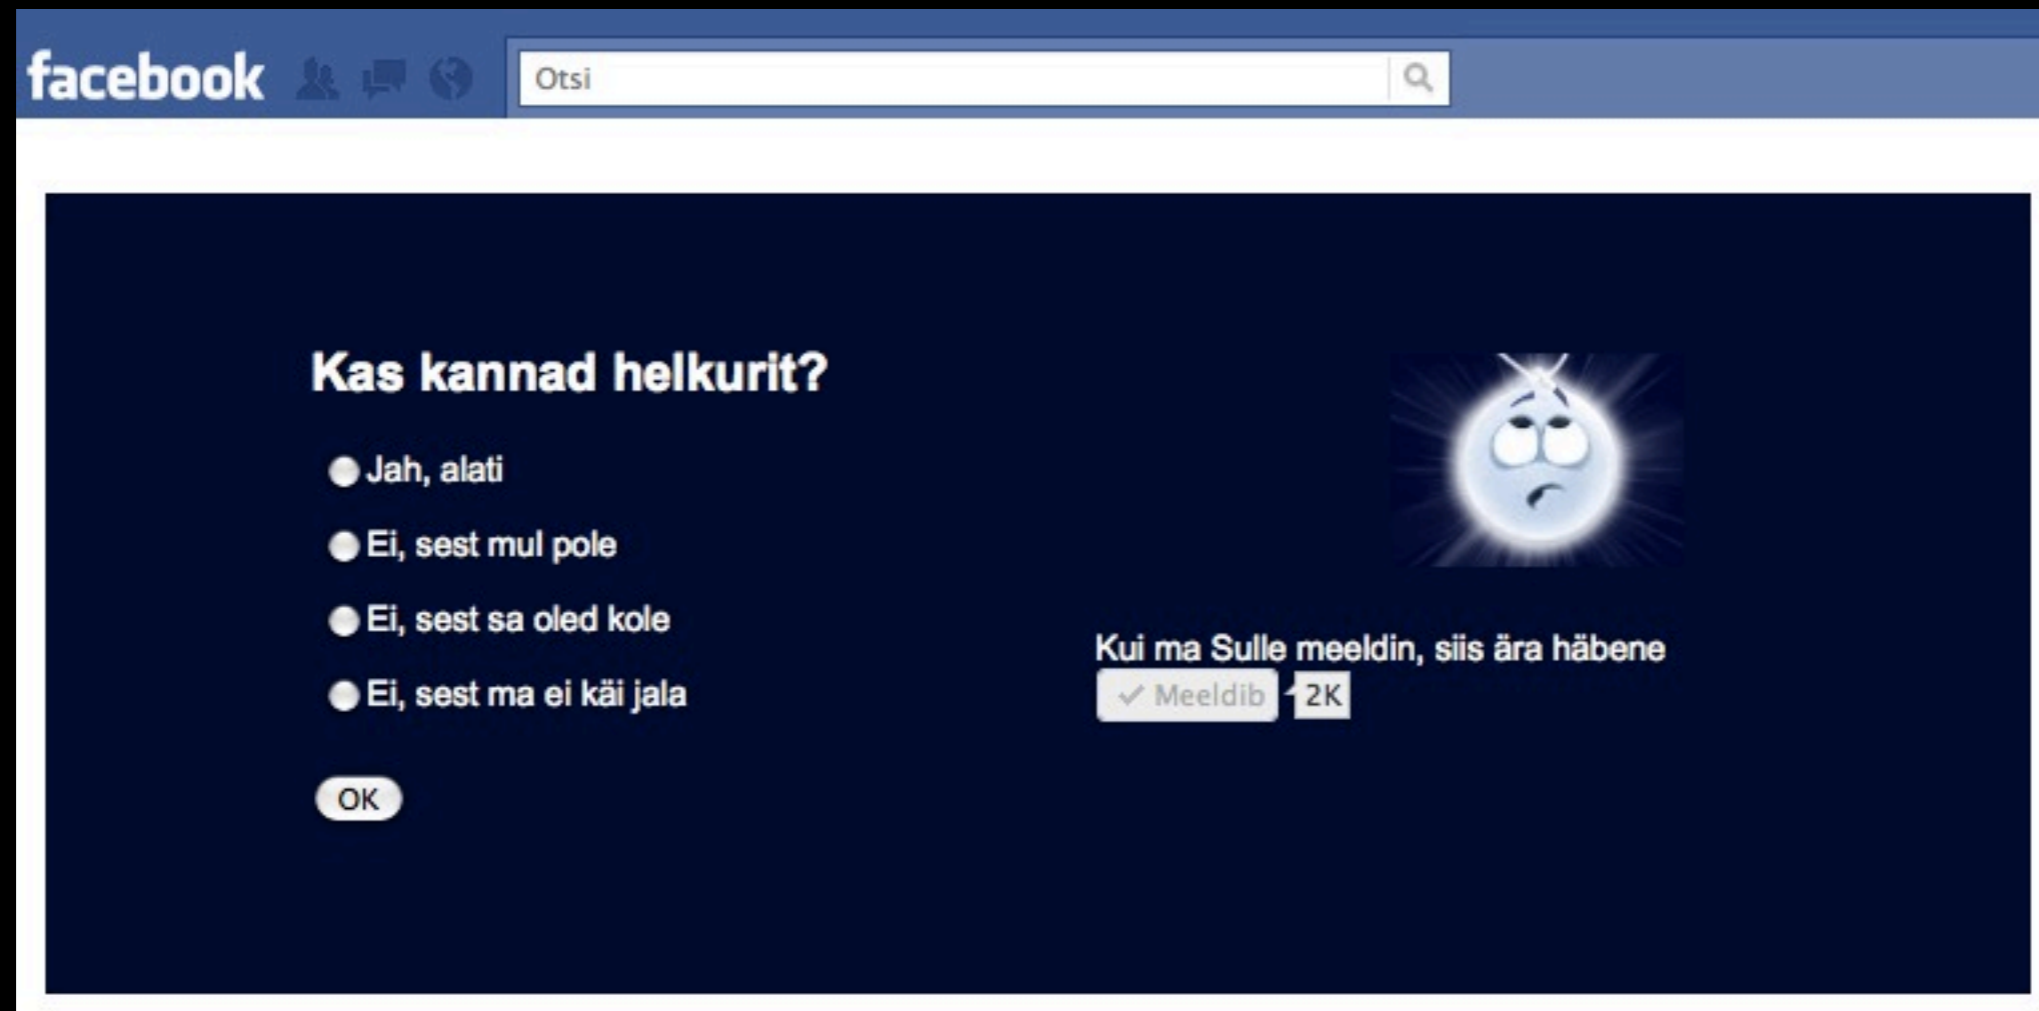 facebook
Otsi
Kas kannad helkurit?
Jah, alati
Ei, sest mul pole
Ei, sest sa oled kole
Ei, sest ma ei käi jala
OK
Kui ma Sulle meeldin, siis ära häbene
Meeldib 2K